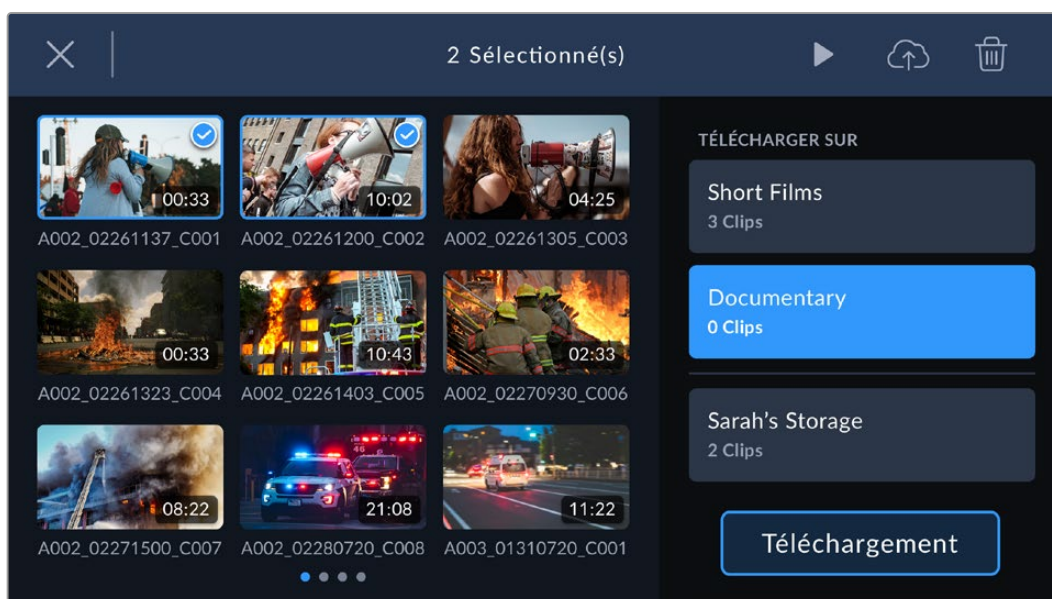 2 Sélectionné(s)
TÉLÉCHARGER SUR
00:33
10:02
04:25
A002_02261137_C001
A002_02261200_C002
A002_02261305_C003
00:33
10:43
02:33
A002_02261323_C004
A002_02261403_C005
A002_02270930_C006
08:22
46
21:08
11:22
A002_02271500_C007
A002_02280720_C008
A003_01310720_C001
Short Films
3 Clips
Documentary
0 Clips
Sarah’s Storage
2 Clips
Téléchargement